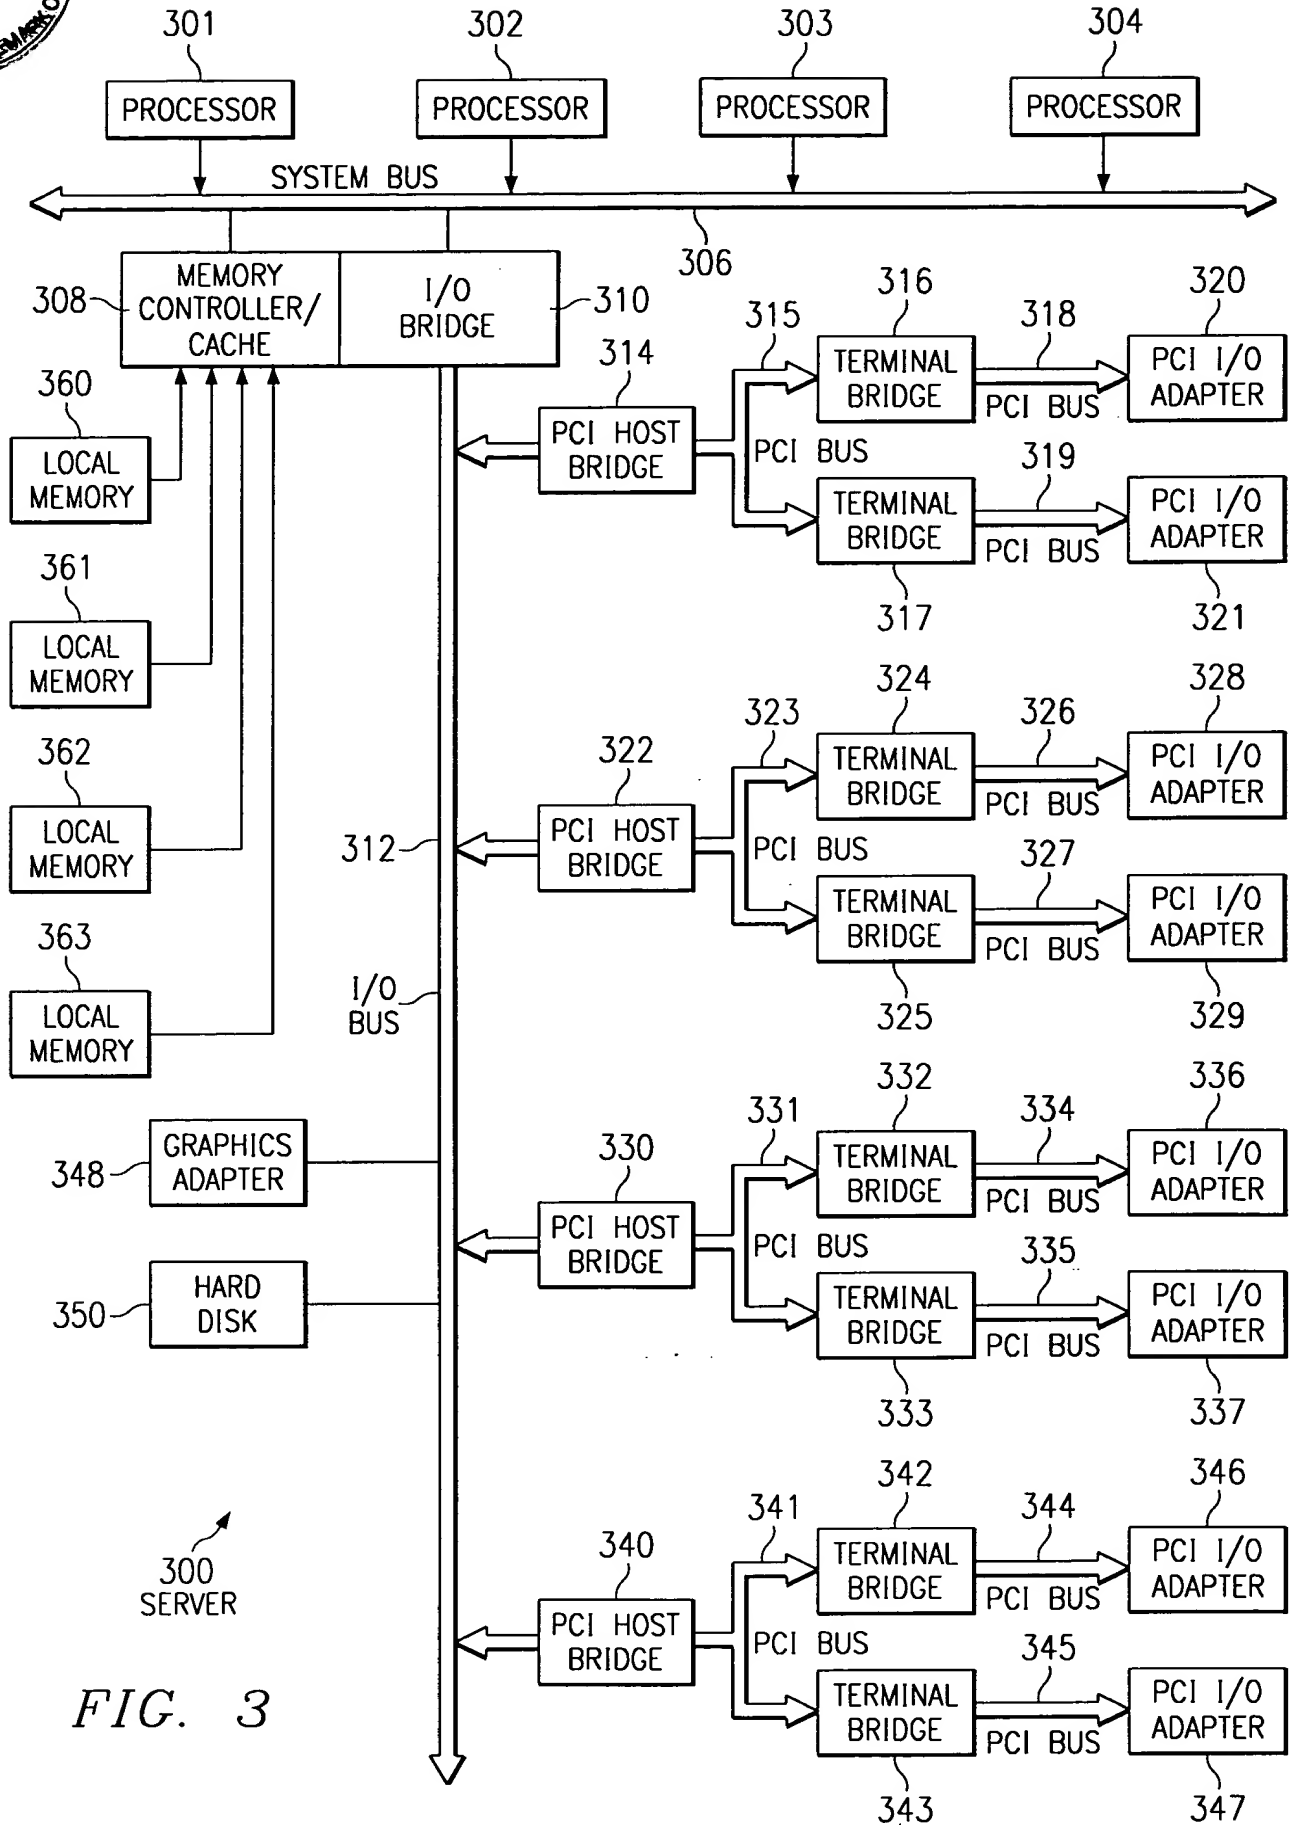 301
302
303
304
PROCESSOR
PROCESSOR
PROCESSOR
PROCESSOR
SYSTEM BUS
306
308
MEMORY
CONTROLLER/
CACHE
I/O
BRIDGE
310
360
LOCAL
MEMORY
361
LOCAL
MEMORY
362
LOCAL
MEMORY
363
LOCAL
MEMORY
312
I/O
BUS
348
GRAPHICS
ADAPTER
350
HARD
DISK
314
PCI HOST
BRIDGE
315
PCI BUS
316
TERMINAL
BRIDGE
318
PCI BUS
320
PCI I/O
ADAPTER
TERMINAL
BRIDGE
317
319
PCI BUS
PCI I/O
ADAPTER
321
322
PCI HOST
BRIDGE
323
PCI BUS
324
TERMINAL
BRIDGE
326
PCI BUS
328
PCI I/O
ADAPTER
TERMINAL
BRIDGE
325
327
PCI BUS
PCI I/O
ADAPTER
329
330
PCI HOST
BRIDGE
331
PCI BUS
332
TERMINAL
BRIDGE
334
PCI BUS
336
PCI I/O
ADAPTER
TERMINAL
BRIDGE
333
335
PCI BUS
PCI I/O
ADAPTER
337
340
PCI HOST
BRIDGE
341
PCI BUS
342
TERMINAL
BRIDGE
344
PCI BUS
346
PCI I/O
ADAPTER
TERMINAL
BRIDGE
343
345
PCI BUS
PCI I/O
ADAPTER
347
300
SERVER
FIG. 3